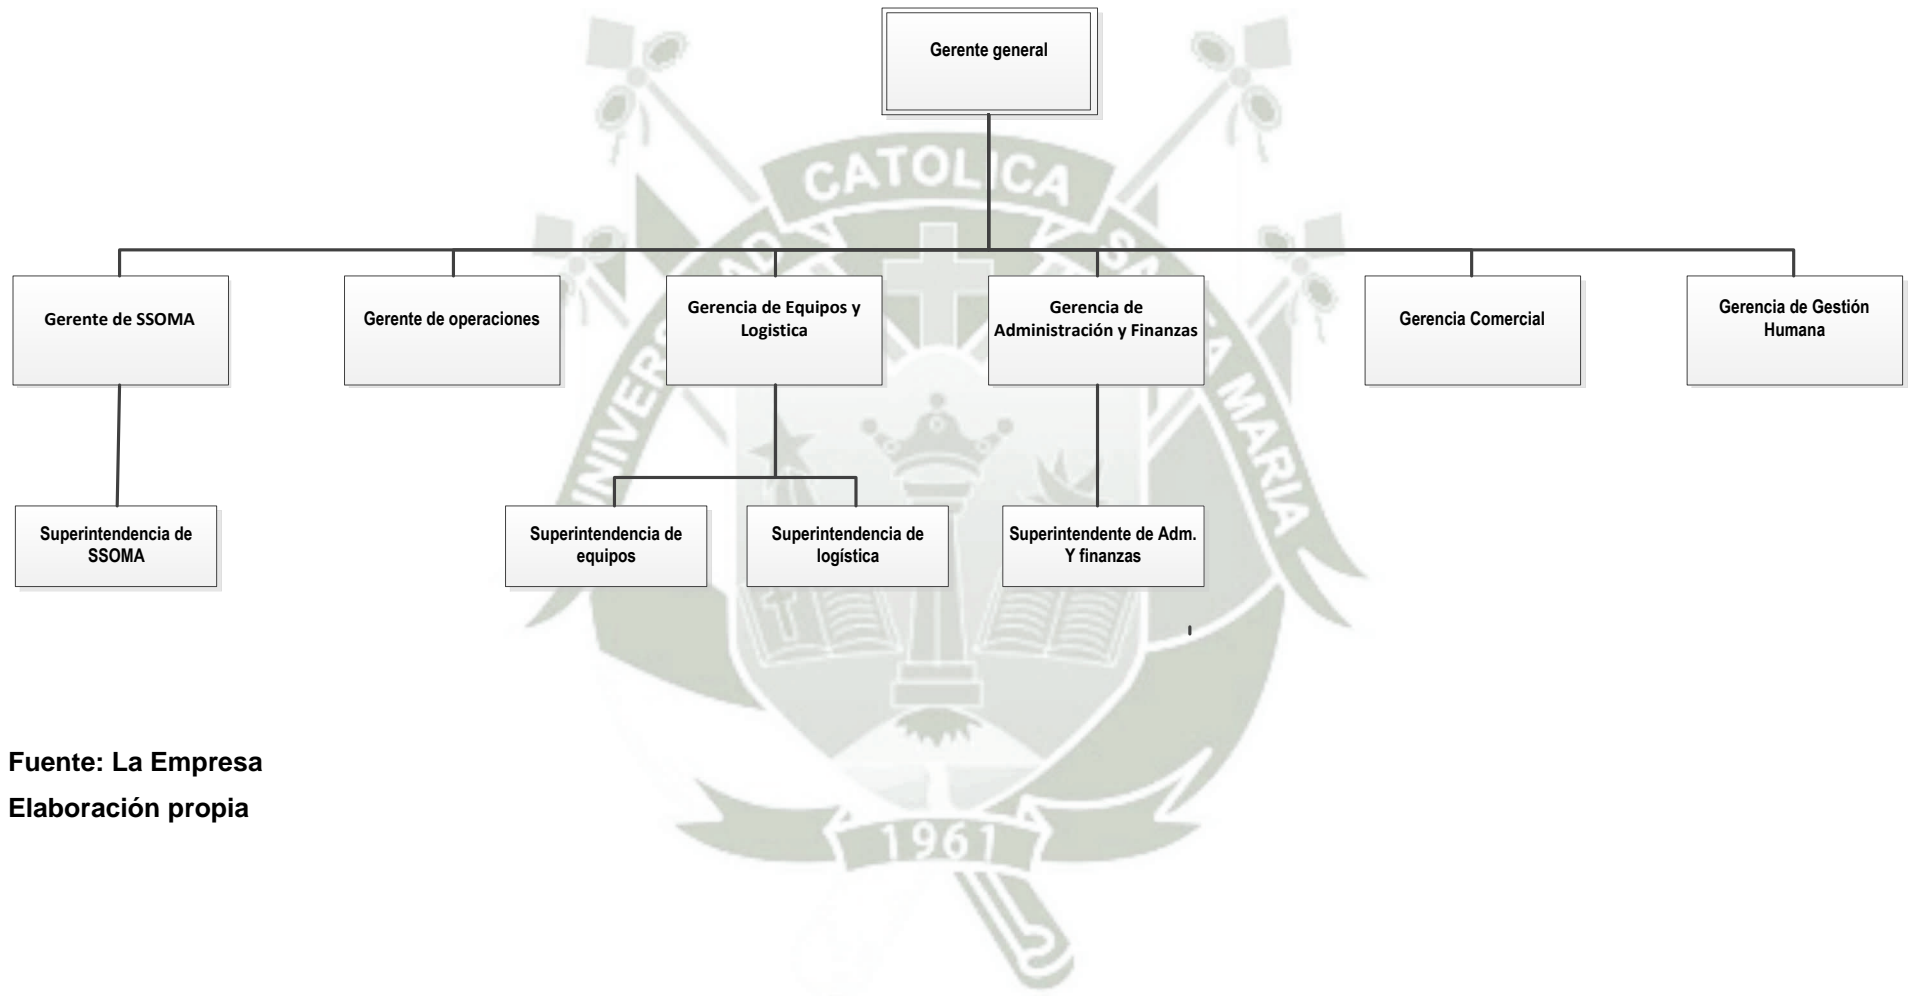 Gerente general
Gerente de SSOMA
Gerente de operaciones
Gerencia de Equipos y
Logistica
Gerencia de
Administración y Finanzas
Gerencia Comercial
Gerencia de Gestión
Humana
Superintendencia de
SSOMA
Superintendencia de
equipos
Superintendencia de
logística
Superintendente de Adm.
Y finanzas
Fuente: La Empresa
Elaboración propia
CATOLICA
MARIA
1961